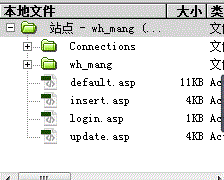 本地文件 大小 类
站点 - wh_mang (... 文
Connections 文
wh_mang 文
default.asp 11KB Ac
insert.asp 4KB Ac
login.asp 1KB Ac
update.asp 4KB Ac